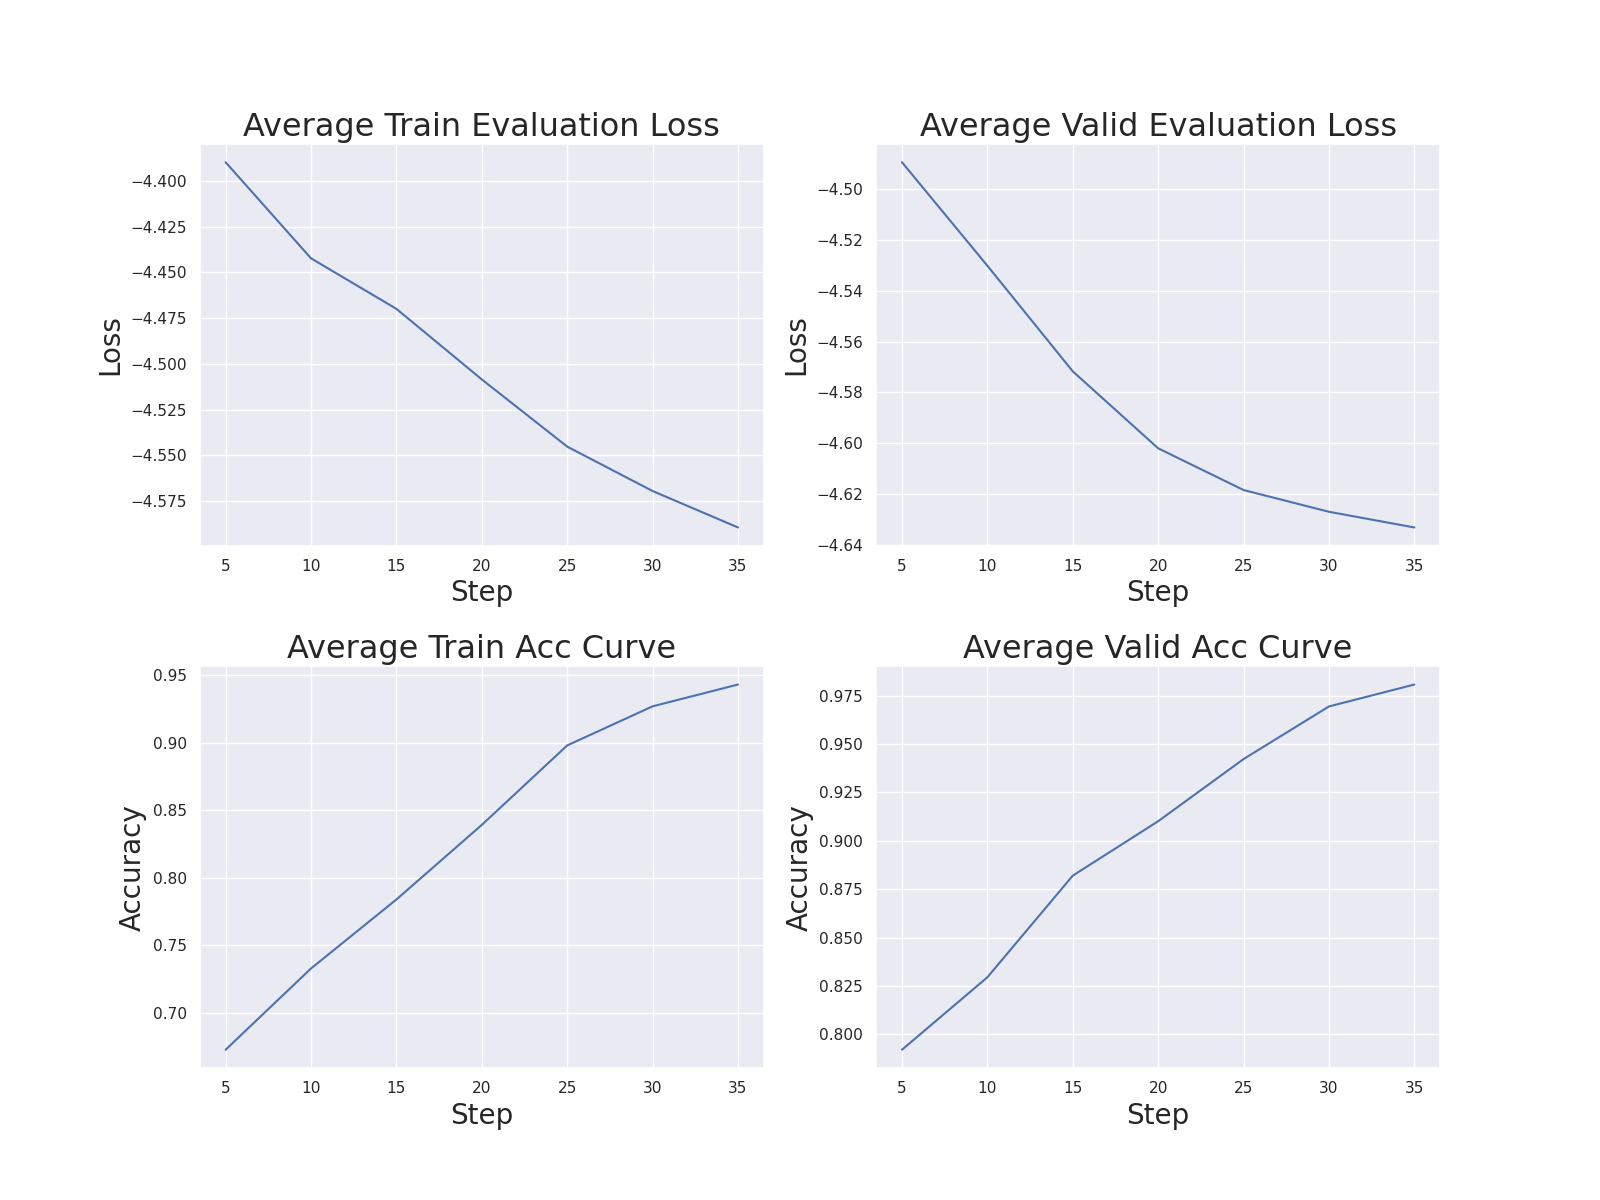 Average Train Evaluation Loss
−4.400
−4.425
−4.450
−4.475
−4.500
−4.525
−4.550
−4.575
Loss
5 10 15 20 25 30 35
Step
Average Valid Evaluation Loss
−4.50
−4.52
−4.54
−4.56
−4.58
−4.60
−4.62
−4.64
Loss
5 10 15 20 25 30 35
Step
Average Train Acc Curve
0.95
0.90
0.85
0.80
0.75
0.70
Accuracy
5 10 15 20 25 30 35
Step
Average Valid Acc Curve
0.975
0.950
0.925
0.900
0.875
0.850
0.825
0.800
Accuracy
5 10 15 20 25 30 35
Step